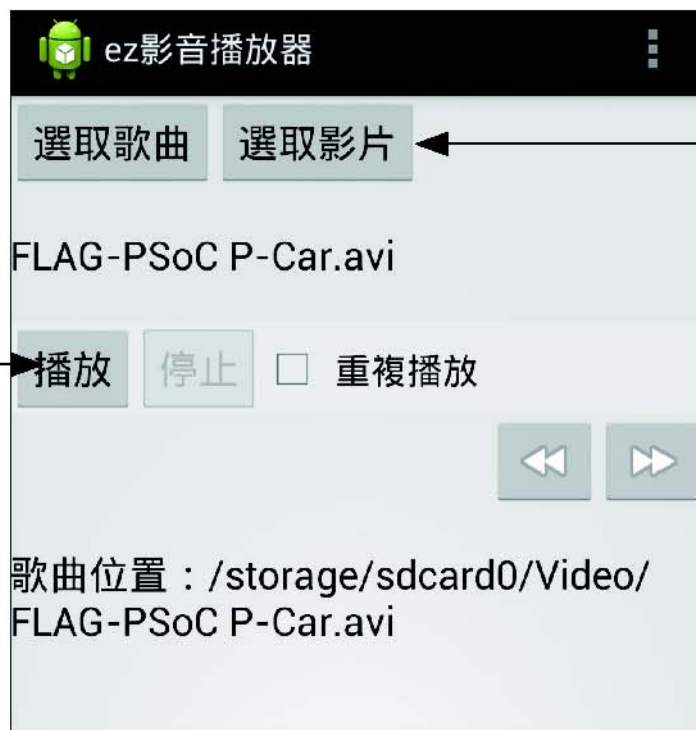 ez影音播放器
選取歌曲 選取影片
FLAG-PSoC P-Car.avi
播放 停止 重複播放
歌曲位置：/storage/sdcard0/Video/
FLAG-PSoC P-Car.avi